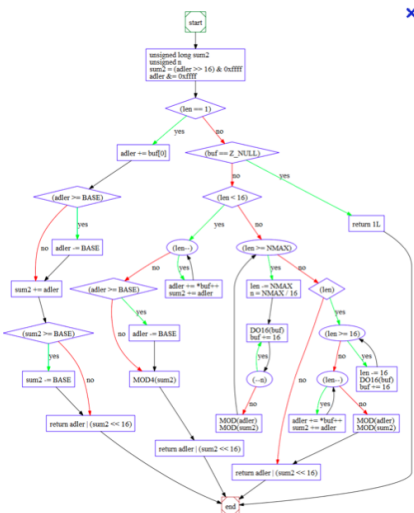 start
unsigned long sum2
unsigned n
sum2 = (adler >> 16) & 0xffff
adler &= 0xffff
(len == 1)
yes
no
adler += buf[0]
(buf == Z_NULL)
no
yes
(adler >= BASE)
(len < 16)
return 1L
no
yes
yes
no
adler -= BASE
(len--)
(len >= NMAX)
no
yes
yes
no
sum2 += adler
(adler >= BASE)
adler += *buf++
sum2 += adler
len -= NMAX
n = NMAX / 16
(len)
no
yes
yes
(sum2 >= BASE)
adler -= BASE
DO16(buf)
buf += 16
(len >= 16)
yes
no
yes
no
yes
sum2 -= BASE
MOD4(sum2)
(--n)
(len--)
len -= 16
DO16(buf)
buf += 16
no
no
yes
no
return adler | (sum2 << 16)
MOD(adler)
MOD(sum2)
adler += *buf++
sum2 += adler
MOD(adler)
MOD(sum2)
return adler | (sum2 << 16)
return adler | (sum2 << 16)
end